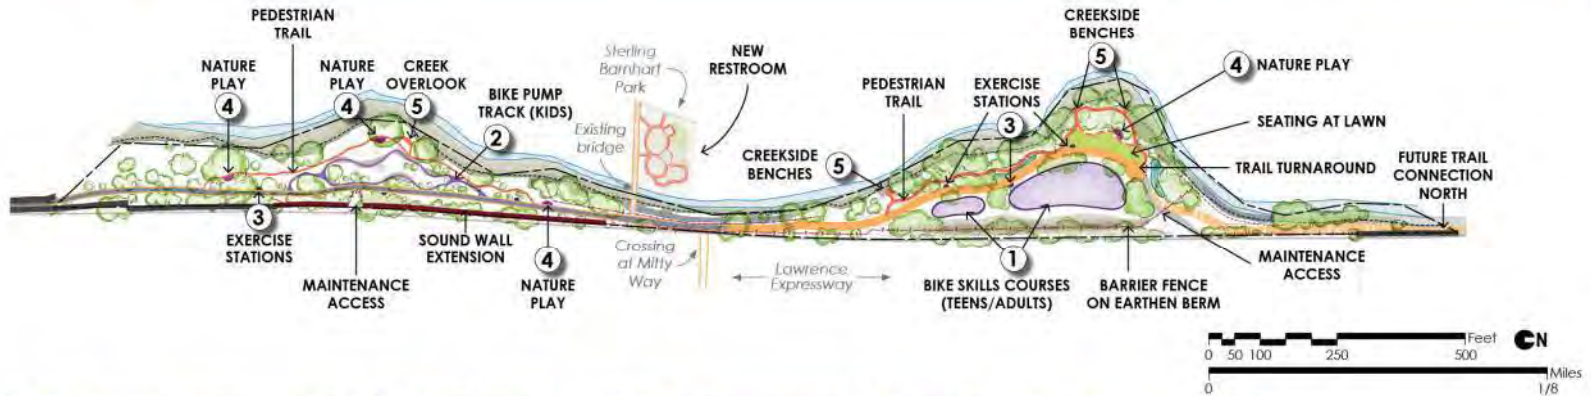 PEDESTRIAN
TRAIL
NATURE
PLAY
4
NATURE
PLAY
4
CREEK
OVERLOOK
5
BIKE PUMP
TRACK (KIDS)
2
Sterling
Barnhart
Park
Existing
bridge
NEW
RESTROOM
CREEKSIDE
BENCHES
5
PEDESTRIAN
TRAIL
EXERCISE
STATIONS
3
CREEKSIDE
BENCHES
5
4 NATURE PLAY
SEATING AT LAWN
TRAIL TURNAROUND
FUTURE TRAIL
CONNECTION
NORTH
3
EXERCISE
STATIONS
MAINTENANCE
ACCESS
SOUND WALL
EXTENSION
4
NATURE
PLAY
Crossing
at Mitty
Way
Lawrence
Expressway
1
BIKE SKILLS COURSES
(TEENS/ADULTS)
BARRIER FENCE
ON EARTHEN BERM
MAINTENANCE
ACCESS
Feet
N
0 50 100 250 500
Miles
0 1/8